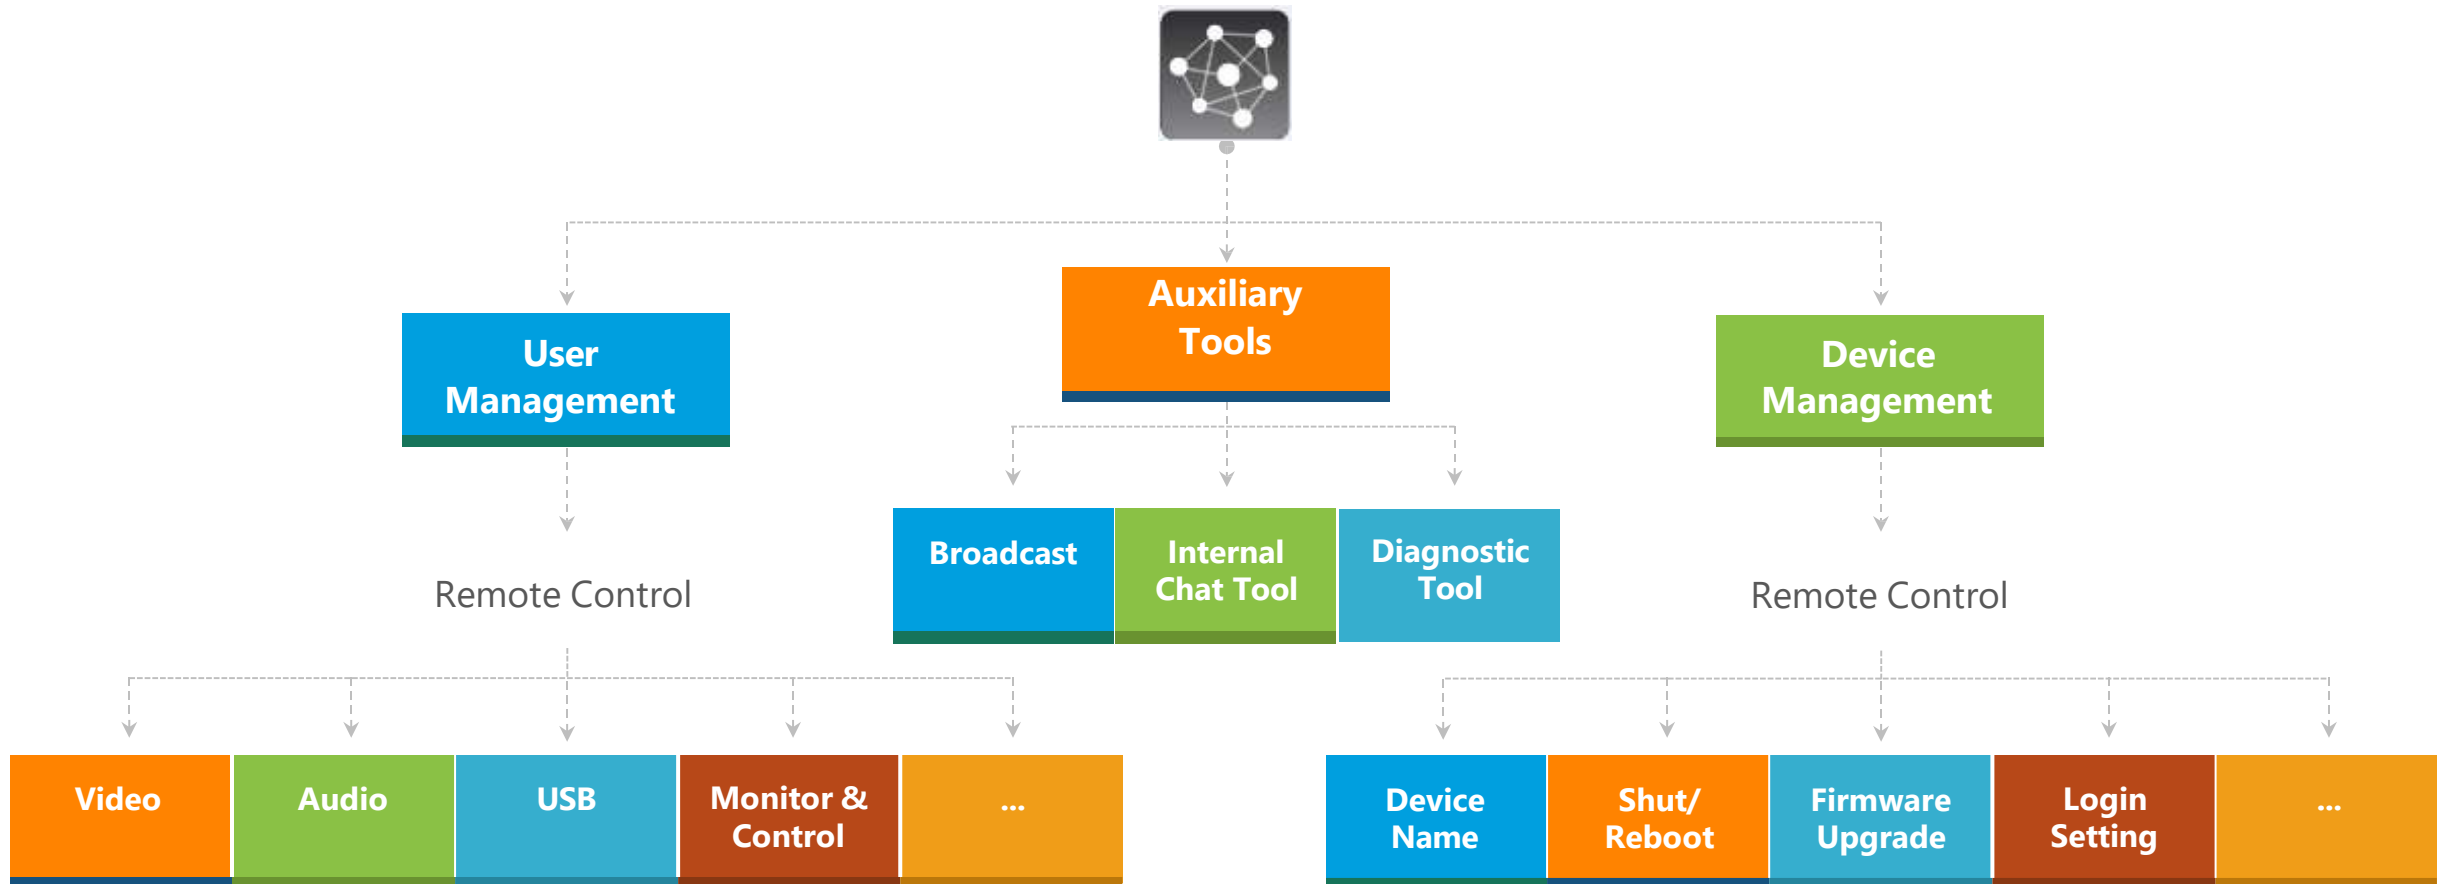 Auxiliary
Tools
User
Management
Device
Management
Broadcast
Internal
Chat Tool
Diagnostic
Tool
Remote Control
Remote Control
Video
Audio
USB
Monitor &
Control
...
Device
Name
Shut/
Reboot
Firmware
Upgrade
Login
Setting
...